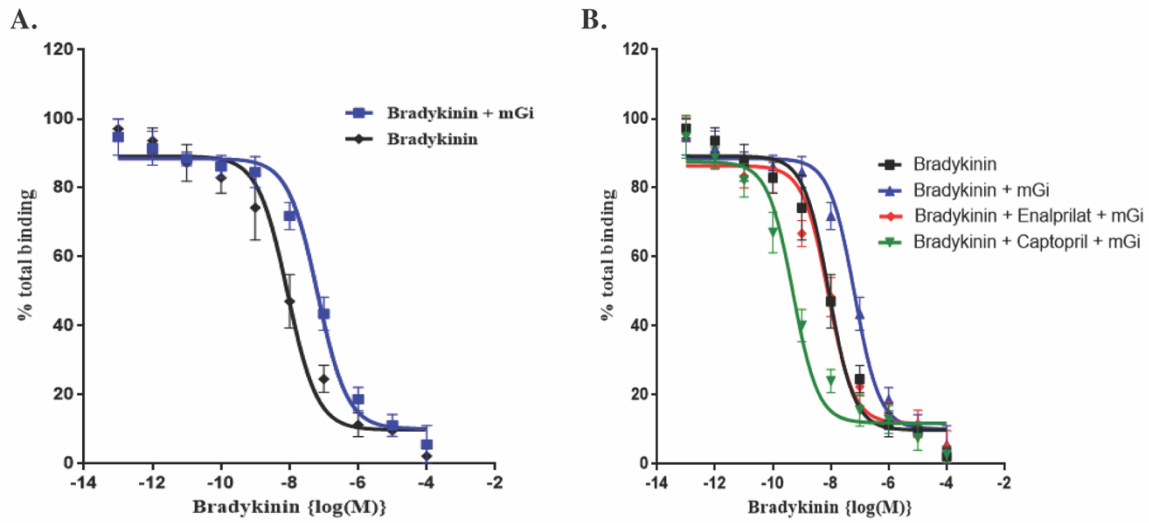 A.
120
100
80
60
40
20
0
-14 -12 -10 -8 -6 -4 -2
% total binding
Bradykinin {log(M)}
Bradykinin + mGi
Bradykinin
B.
120
100
80
60
40
20
0
-14 -12 -10 -8 -6 -4 -2
% total binding
Bradykinin {log(M)}
Bradykinin
Bradykinin + mGi
Bradykinin + Enalprilat + mGi
Bradykinin + Captopril + mGi